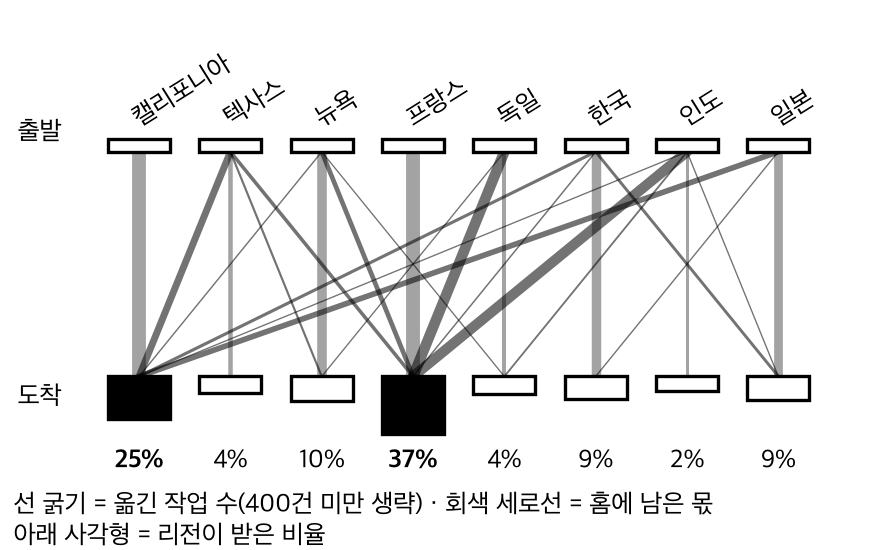 캘리포니아 텍사스 뉴욕 프랑스 독일 한국 인도 일본
출발
도착
25% 4% 10% 37% 4% 9% 2% 9%
선 굵기 = 옮긴 작업 수(400건 미만 생략) · 회색 세로선 = 홈에 남은 몫
아래 사각형 = 리전이 받은 비율